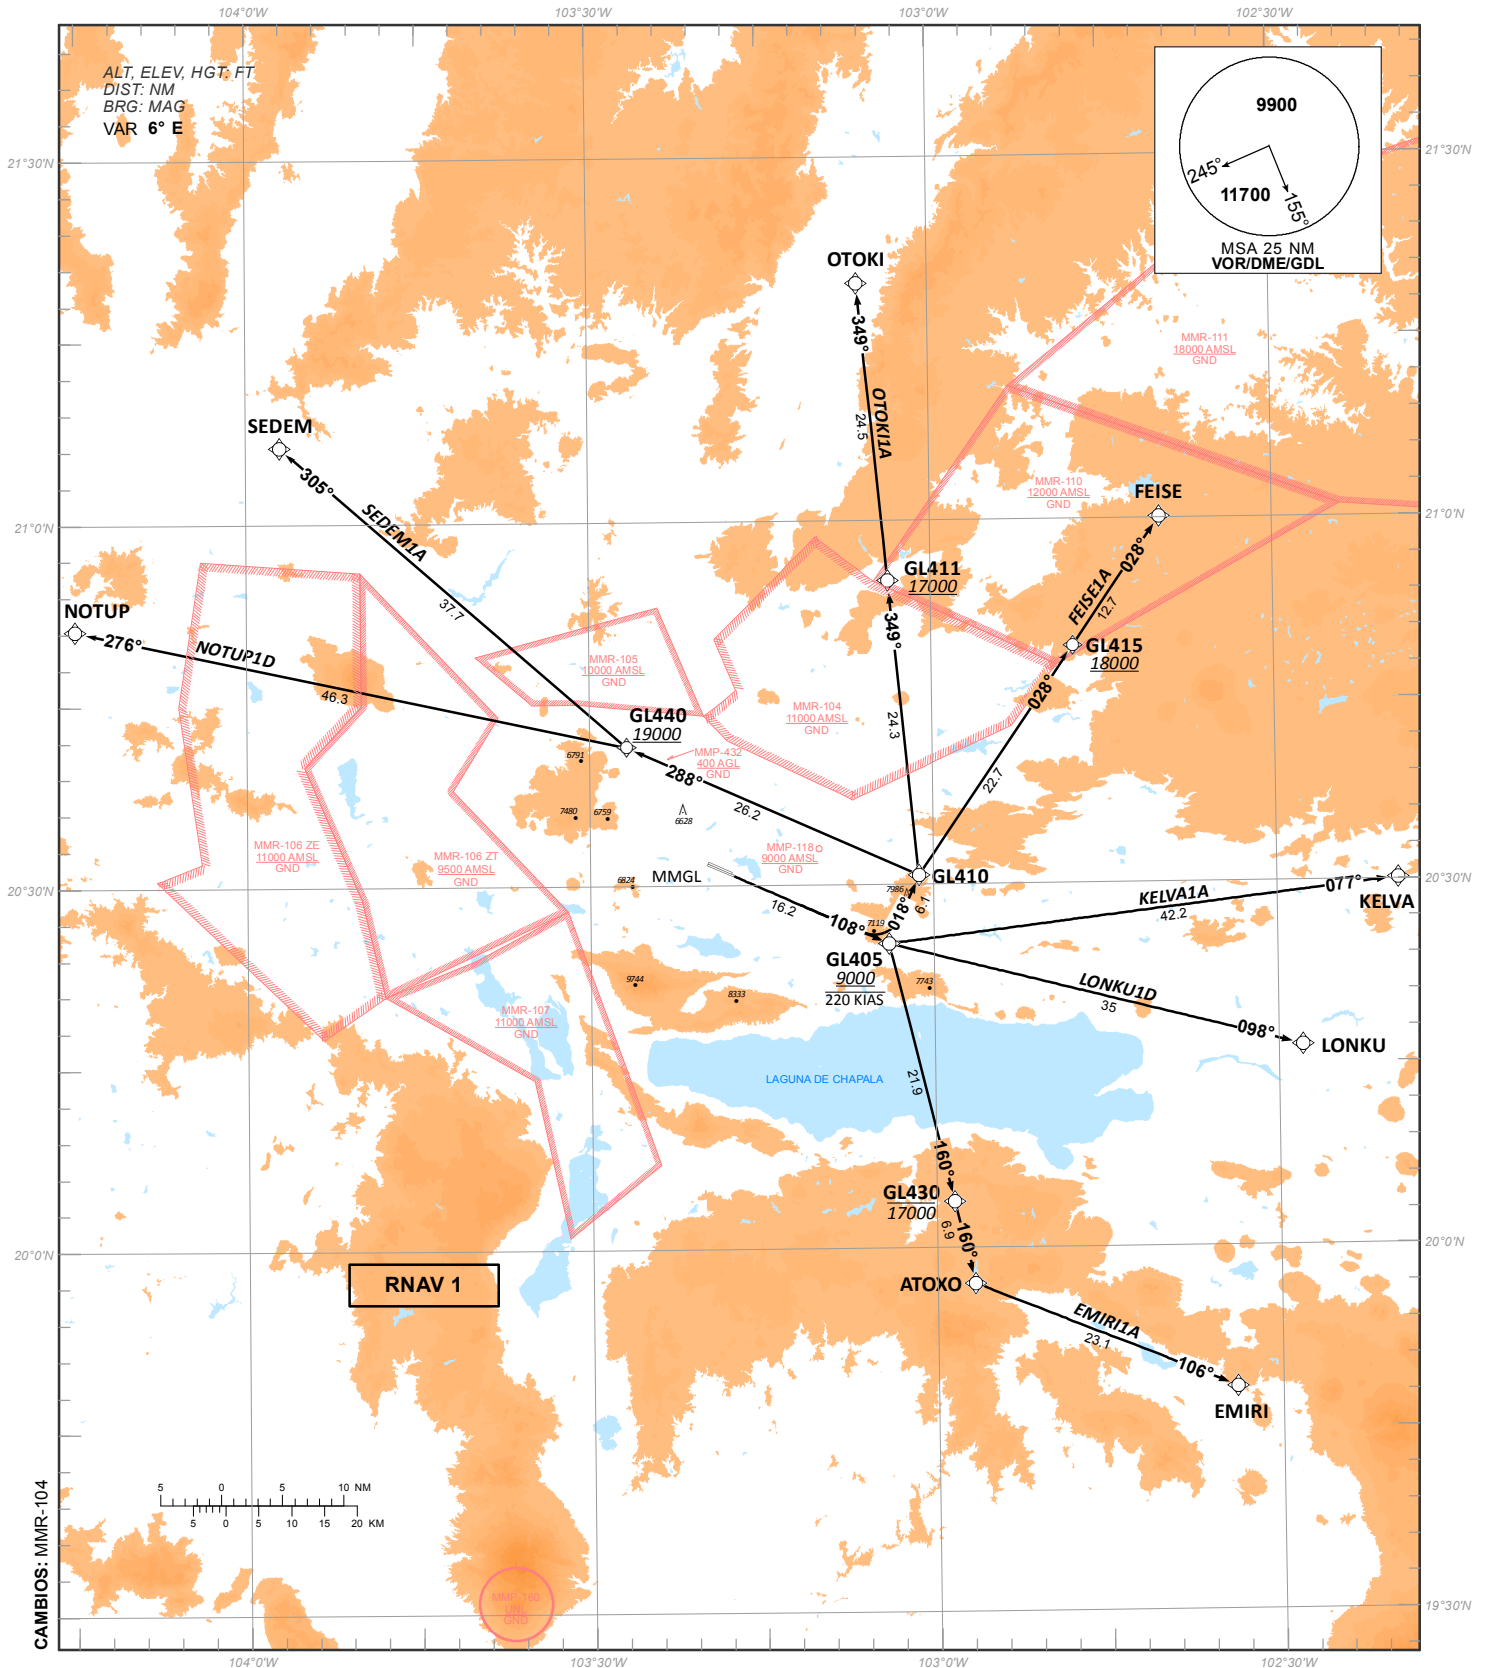 104°0'W
103°30'W
103°0'W
102°30'W
ALT, ELEV, HGT: FT
DIST: NM
BRG: MAG
VAR 6° E
9900
245°
11700
155°
MSA 25 NM
VOR/DME/GDL
21°30'N
21°30'N
OTOKI
349°
OTOKI1A
24.5
MMR-111
18000 AMSL
GND
SEDEM
305°
SEDEM1A
37.7
MMR-110
12000 AMSL
GND
FEISE
028°
FEISE1A
12.7
21°0'N
21°0'N
GL411
17000
349°
24.3
NOTUP
276°
NOTUP1D
46.3
GL415
18000
028°
22.7
MMR-105
10000 AMSL
GND
MMR-104
11000 AMSL
GND
GL440
19000
288°
26.2
MMP-432
400 AGL
GND
6791
7480
6759
6628
MMR-106 ZE
11000 AMSL
GND
MMR-106 ZT
9500 AMSL
GND
MMP-118
9000 AMSL
GND
6824
MMGL
GL410
7986
6.1
018°
20°30'N
20°30'N
16.2
108°
7119
KELVA1A
42.2
077°
KELVA
GL405
9000
220 KIAS
7743
9744
8333
LONKU1D
35
098°
LONKU
MMR-107
11000 AMSL
GND
LAGUNA DE CHAPALA
21.9
160°
GL430
17000
6.9
160°
20°0'N
20°0'N
RNAV 1
ATOXO
EMIRI1A
23.1
106°
EMIRI
5 0 5 10 NM
5 0 5 10 15 20 KM
CAMBIOS: MMR-104
MMP-160
UNL
GND
19°30'N
104°0'W
103°30'W
103°0'W
102°30'W